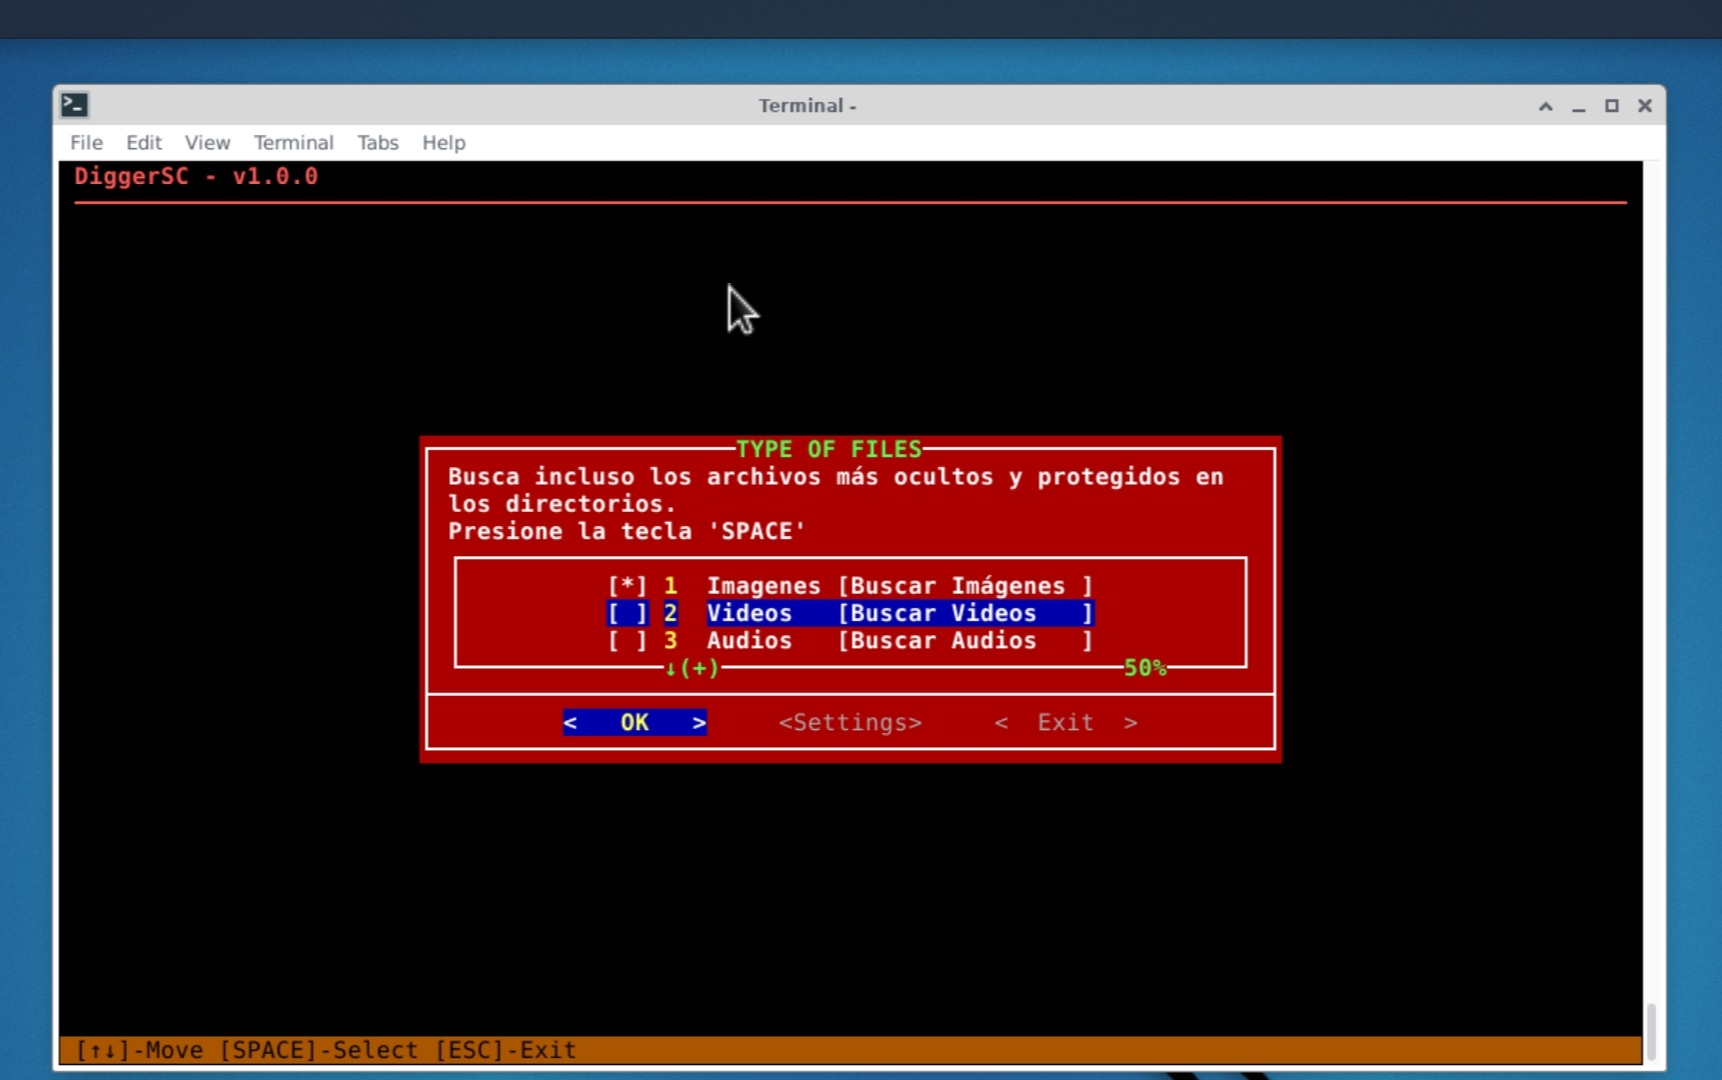 Terminal -
File Edit View Terminal Tabs Help
DiggerSC - v1.0.0
TYPE OF FILES
Busca incluso los archivos más ocultos y protegidos en
los directorios.
Presione la tecla 'SPACE'
[*] 1 Imagenes [Buscar Imágenes ]
[ ] 2 Videos [Buscar Videos ]
[ ] 3 Audios [Buscar Audios ]
↓(+) 50%
< OK > <Settings> < Exit >
[↑↓]-Move [SPACE]-Select [ESC]-Exit